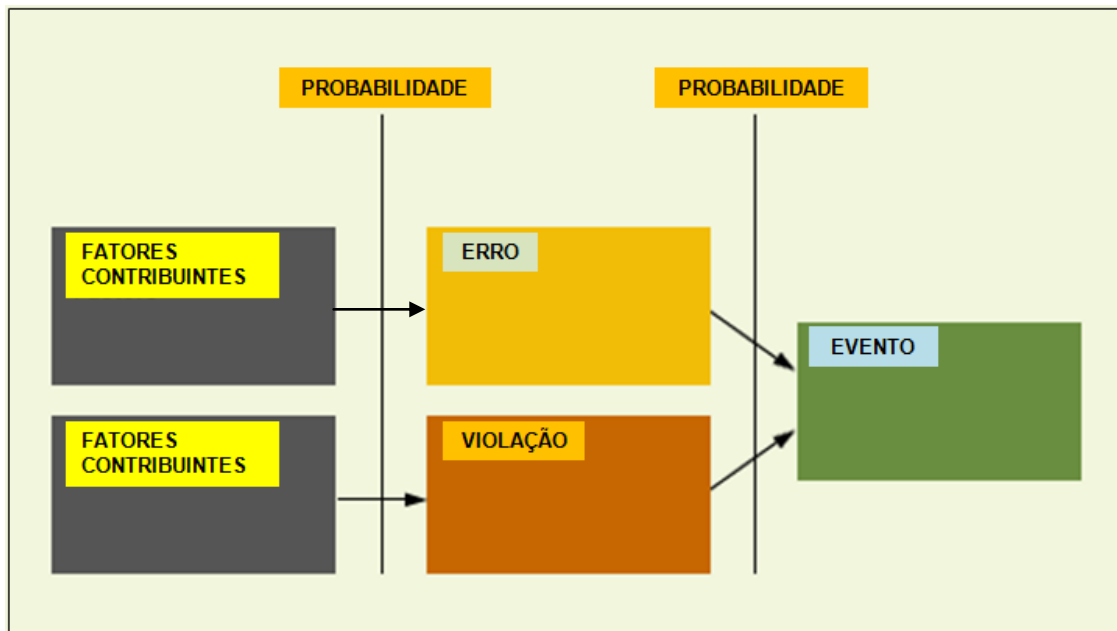 PROBABILIDADE
PROBABILIDADE
FATORES
CONTRIBUINTES
ERRO
EVENTO
FATORES
CONTRIBUINTES
VIOLAÇÃO